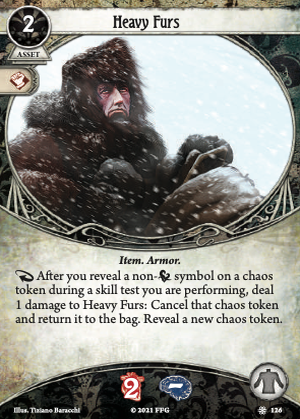 2
Heavy Furs
ASSET
Item. Armor.
After you reveal a non- symbol on a chaos
token during a skill test you are performing, deal
1 damage to Heavy Furs: Cancel that chaos token
and return it to the bag. Reveal a new chaos token.
2
Illus. Tiziano Baracchi
© 2021 FFG
126